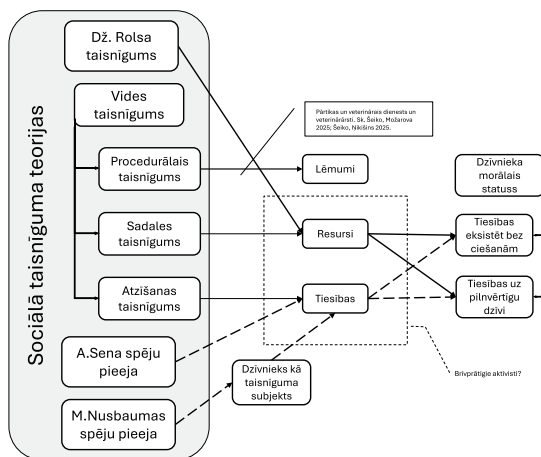 Sociālā taisnīguma teorijas
Dž. Rolsa
taisnīgums
Vides
taisnīgums
Procedurālais
taisnīgums
Sadales
taisnīgums
Atzīšanas
taisnīgums
A.Sena spēju
pieeja
M.Nusbaumas
spēju pieeja
Pārtikas un veterinārais dienests un
veterinārārsti. Sk. Šeiko, Možarova
2025; Šeiko, Ņikišins 2025.
Lēmumi
Resursi
Tiesības
Dzīvnieks kā
taisnīguma
subjekts
Dzīvnieka
morālais
statuss
Tiesības
eksistēt bez
ciešanām
Tiesības uz
pilnvērtīgu
dzīvi
Brīvprātīgie aktīvisti?